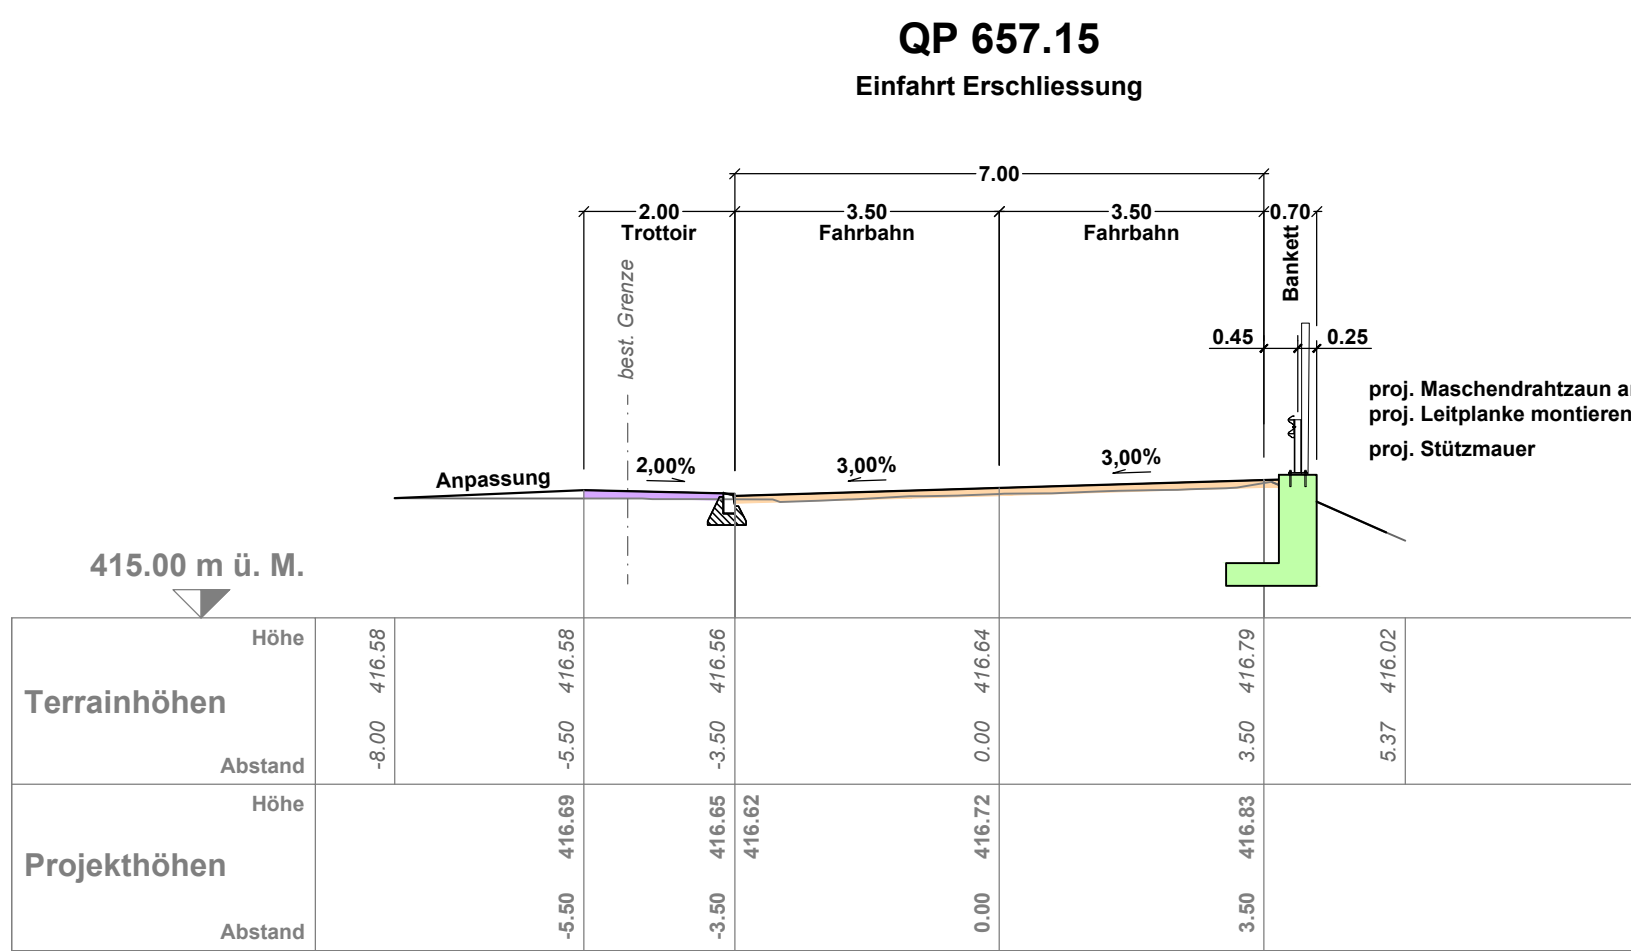 QP 657.15
Einfahrt Erschliessung
7.00
2.00 3.50 3.50 0.70
Trottoir Fahrbahn Fahrbahn
Bankett
best. Grenze
0.45 0.25
proj. Maschendrahtzaun
proj. Leitplanke montieren
proj. Stützmauer
Anpassung 2,00% 3,00% 3,00%
415.00 m ü. M.
Höhe 416.58 416.58 416.56 416.64 416.79 416.02
Terrainhöhen
Abstand -8.00 -5.50 -3.50 0.00 3.50 5.37
Höhe 416.69 416.65 416.62 416.72 416.83
Projekthöhen
Abstand -5.50 -3.50 0.00 3.50